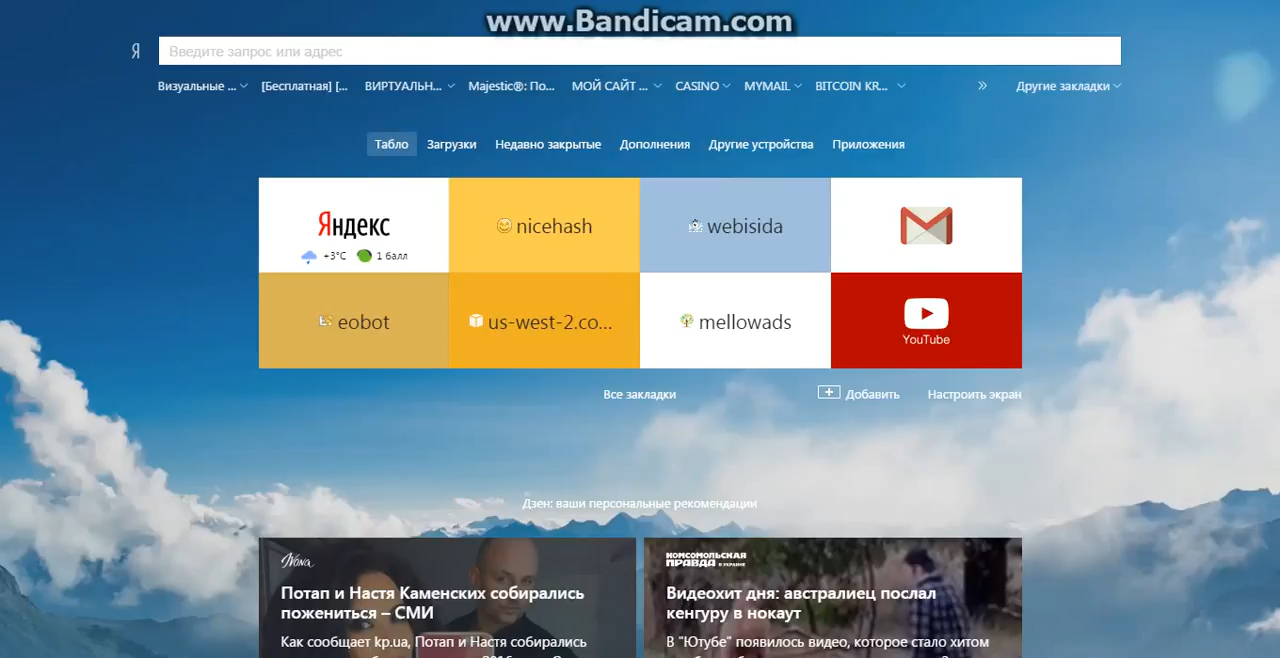 www.Bandicam.com
Я Введите запрос или адрес
Визуальные ... [Бесплатная] [... ВИРТУАЛЬН... Majestic®: По... МОЙ САЙТ ... CASINO MYMAIL BITCOIN KR... » Другие закладки
Табло Загрузки Недавно закрытые Дополнения Другие устройства Приложения
Яндекс nicehash webisida
+3°C 1 балл
eobot us-west-2.co... mellowads YouTube
Все закладки Добавить Настроить экран
Дзен: ваши персональные рекомендации
Ивона
Потап и Настя Каменских собирались
пожениться – СМИ
Как сообщает kp.ua, Потап и Настя собирались
КОМСОМОЛЬСКАЯ
ПРАВДА В УКРАИНЕ
Видеохит дня: австралиец послал
кенгуру в нокаут
В "Ютубе" появилось видео, которое стало хитом